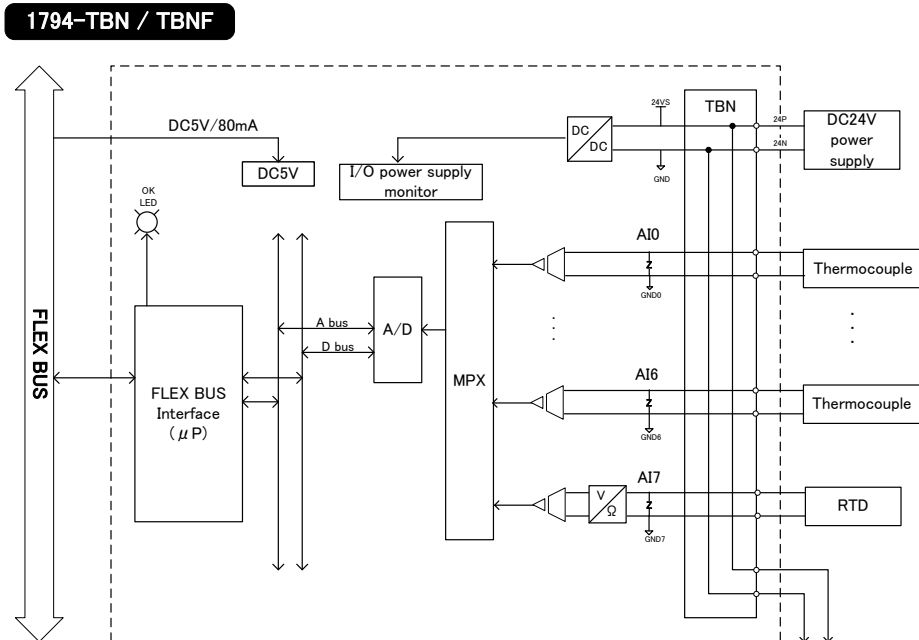 1794-TBN / TBNF
DC5V/80mA
DC5V
I/O power supply
monitor
DC
DC
24VS
GND
TBN
24P
24N
DC24V
power
supply
OK
LED
FLEX BUS
FLEX BUS
Interface
(μP)
A bus
D bus
A/D
MPX
AI0
Z
GND0
Thermocouple
AI6
Z
GND6
Thermocouple
AI7
V
Ω
Z
GND7
RTD